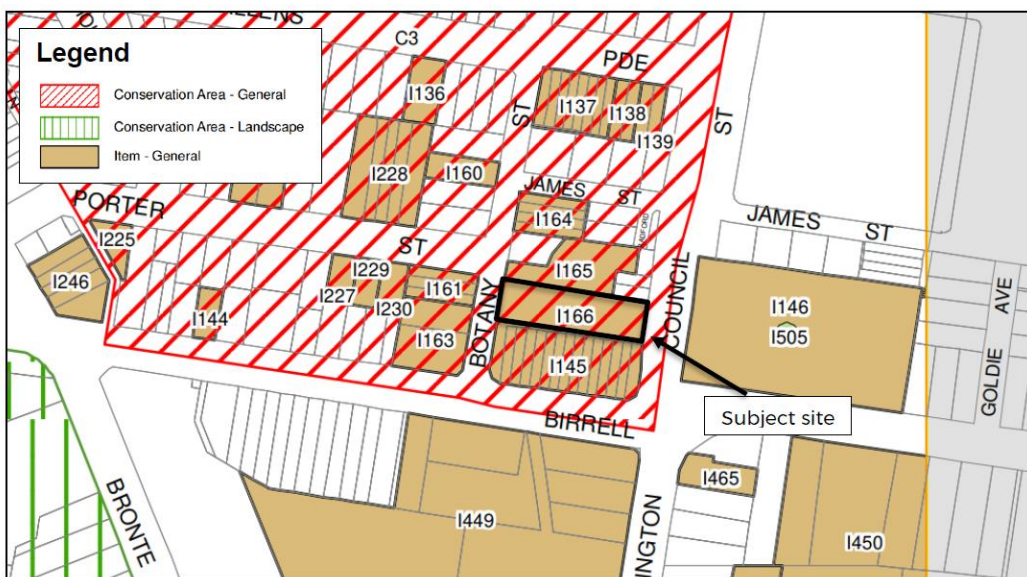 Legend
Conservation Area - General
Conservation Area - Landscape
Item - General
C3
PDE
I136
I137
I138
I139
ST
ST
I228
I160
JAMES
ST
I164
PORTER
ST
JAMES
ST
I225
I246
I229
I227
I230
I161
I165
I144
I163
BOTANY
I166
I145
COUNCIL
I146
I505
AVE
GOLDIE
Subject site
BIRRELL
BRONTE
I449
INGTON
I465
I450